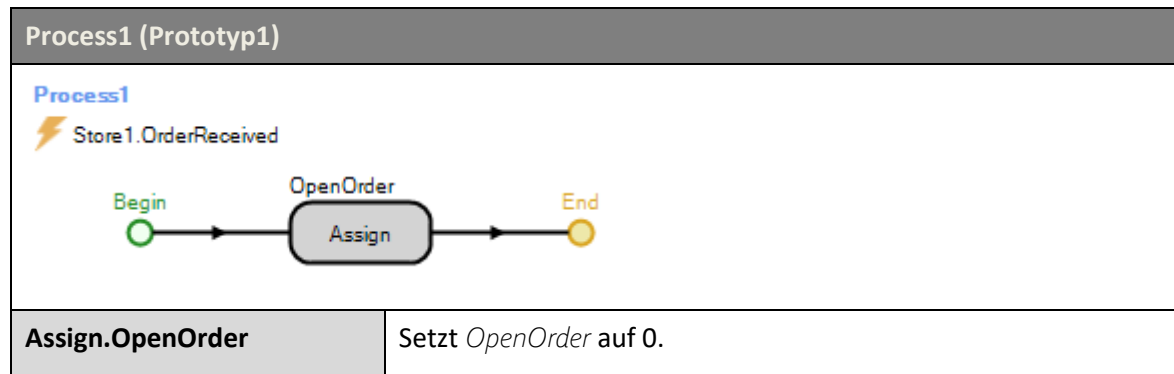 Process1 (Prototyp1)
Process1
Store1.OrderReceived
OpenOrder
Begin
End
Assign
Assign.OpenOrder
Setzt OpenOrder auf 0.